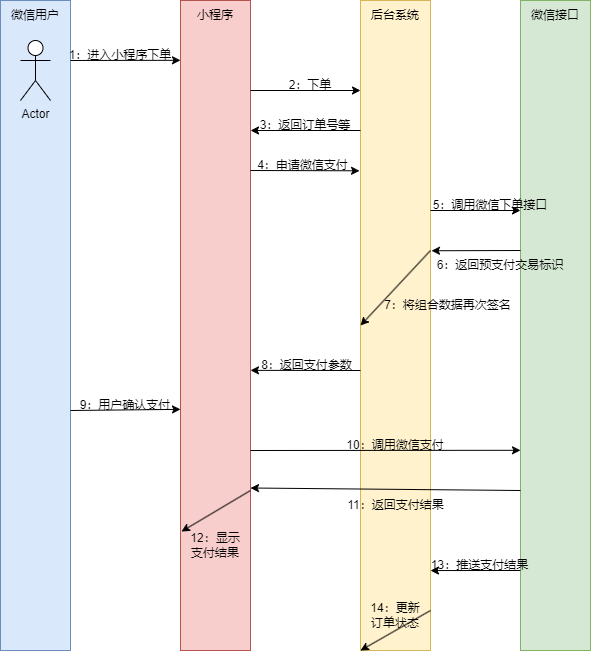 微信用户
小程序
后台系统
微信接口
Actor
1：进入小程序下单
2：下单
3：返回订单号等
4：申请微信支付
5：调用微信下单接口
6：返回预支付交易标识
7：将组合数据再次签名
8：返回支付参数
9：用户确认支付
10：调用微信支付
11：返回支付结果
12：显示
支付结果
13：推送支付结果
14：更新
订单状态